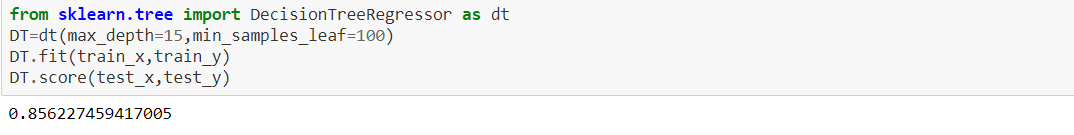 from sklearn.tree import DecisionTreeRegressor as dt
DT=dt(max_depth=15,min_samples_leaf=100)
DT.fit(train_x,train_y)
DT.score(test_x,test_y)
0.856227459417005